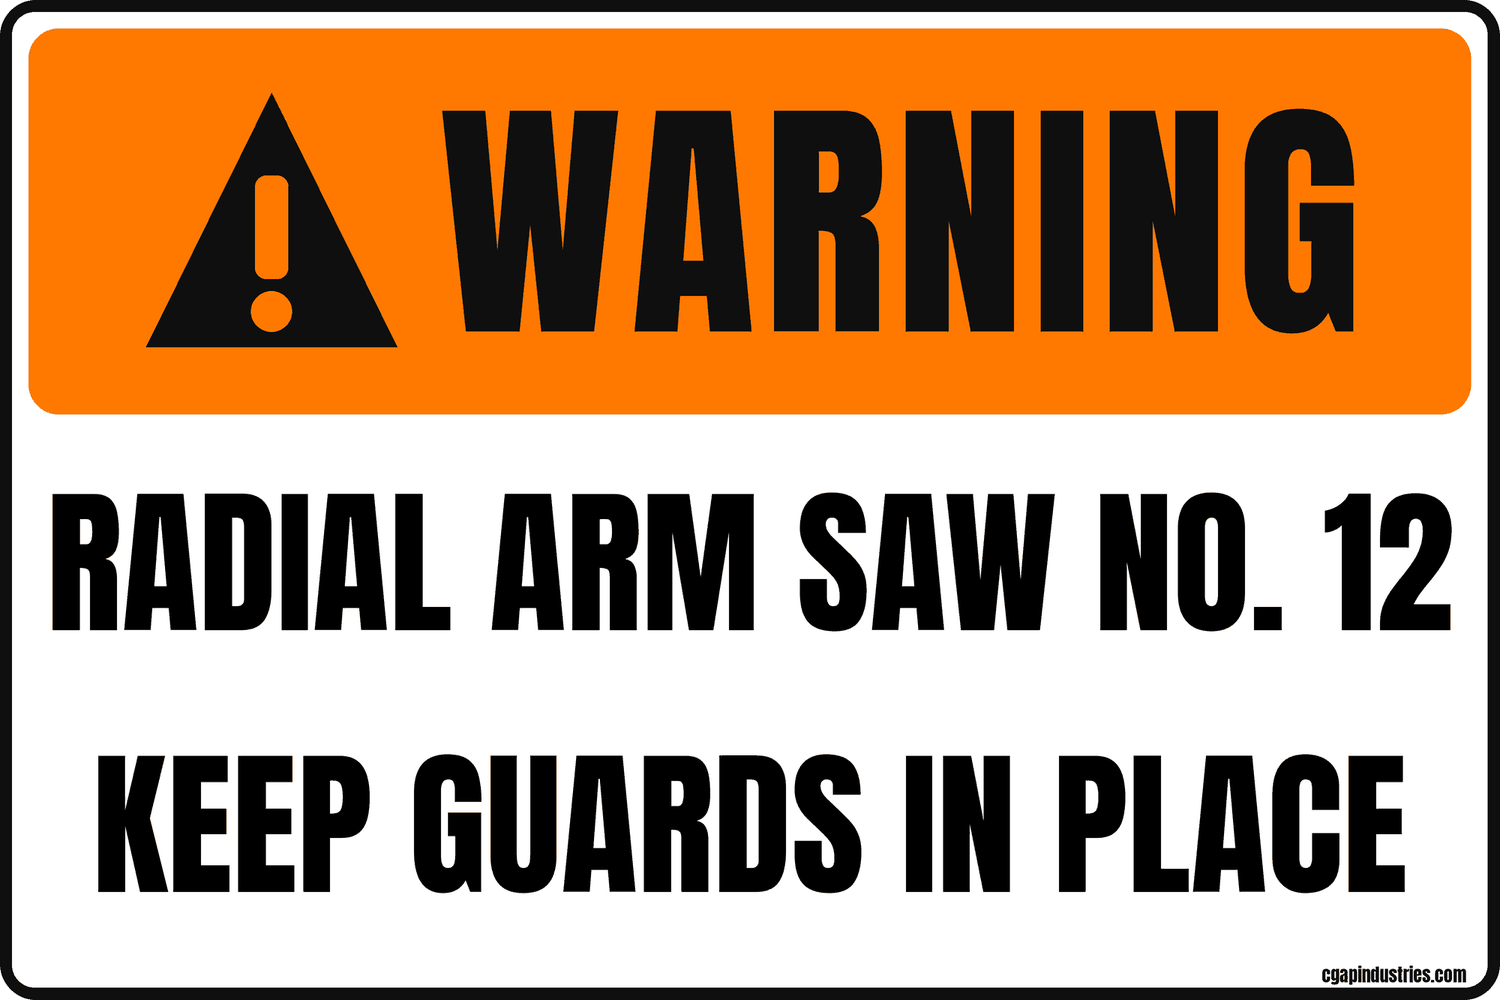 WARNING
RADIAL ARM SAW NO. 12
KEEP GUARDS IN PLACE
cgapindustries.com